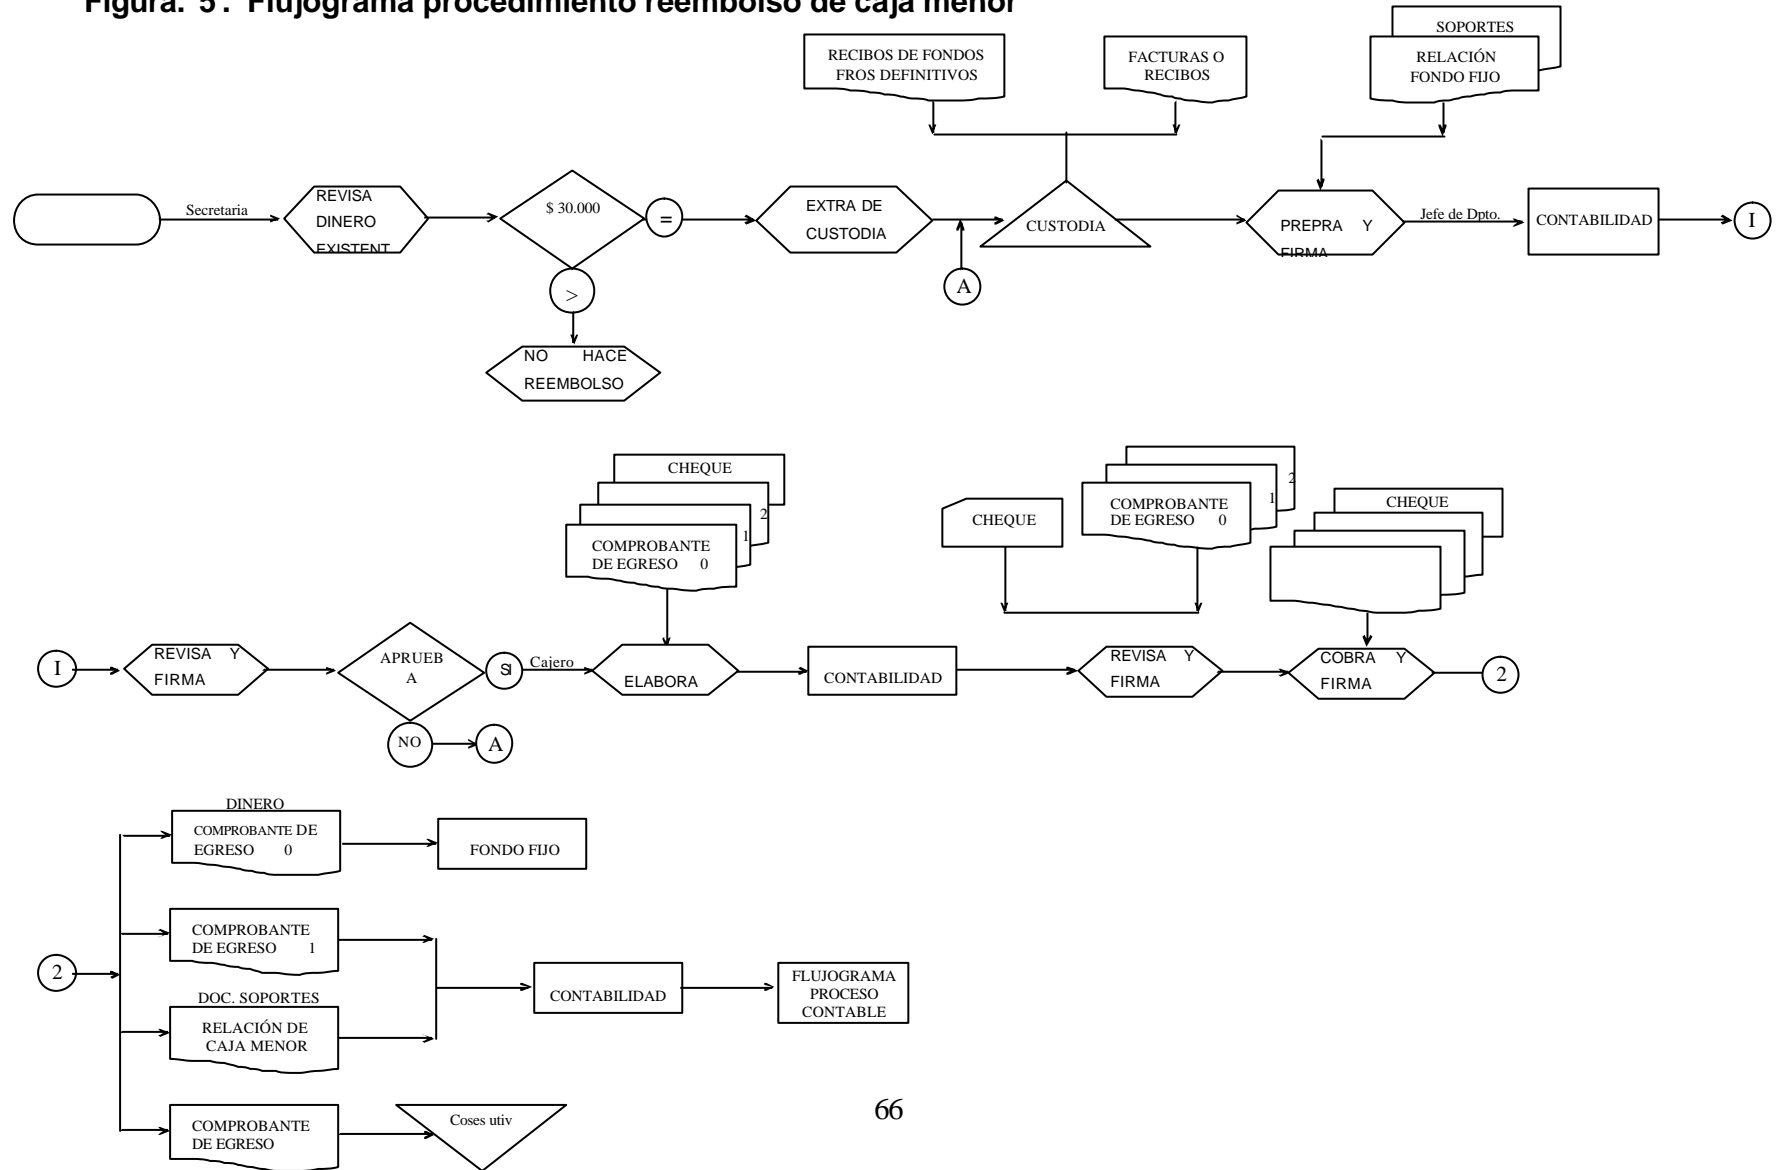 Figura. 5. Flujograma procedimiento reembolso de caja menor
SOPORTES
RECIBOS DE FONDOS
FROS DEFINITIVOS
FACTURAS O
RECIBOS
RELACIÓN
FONDO FIJO
Secretaria
REVISA
DINERO
EXISTENT
$ 30.000
=
EXTRA DE
CUSTODIA
CUSTODIA
PREPRA Y
FIRMA
Jefe de Dpto.
CONTABILIDAD
I
A
>
NO HACE
REEMBOLSO
CHEQUE
2
1
COMPROBANTE
DE EGRESO 0
CHEQUE
2
1
COMPROBANTE
DE EGRESO 0
CHEQUE
I
REVISA Y
FIRMA
APRUEB
A
SI
Cajero
ELABORA
CONTABILIDAD
REVISA Y
FIRMA
COBRA Y
FIRMA
2
NO
A
DINERO
COMPROBANTE DE
EGRESO 0
FONDO FIJO
COMPROBANTE
DE EGRESO 1
2
DOC. SOPORTES
RELACIÓN DE
CAJA MENOR
CONTABILIDAD
FLUJOGRAMA
PROCESO
CONTABLE
COMPROBANTE
DE EGRESO
Coses utiv
66